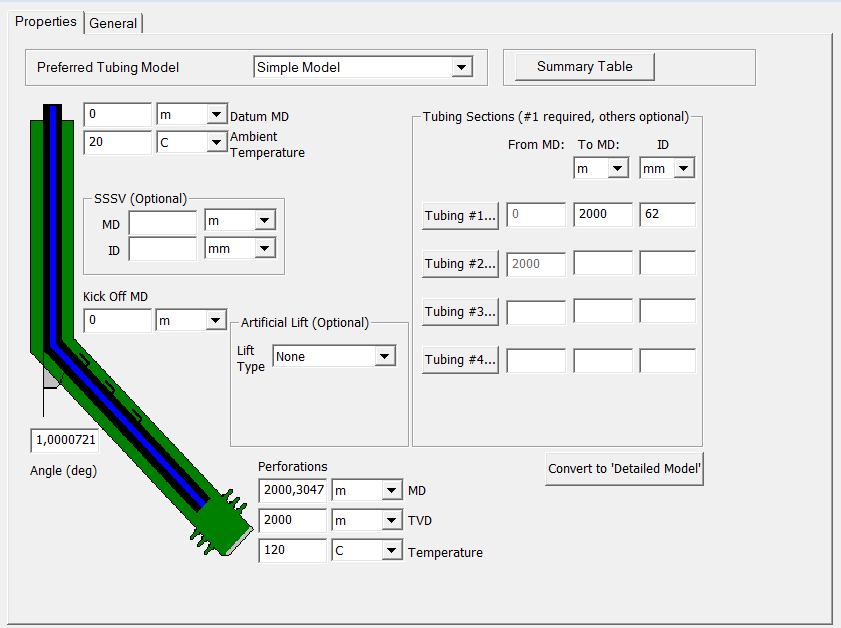 Properties
General
Preferred Tubing Model
Simple Model
Summary Table
0
m
Datum MD
20
C
Ambient
Temperature
SSSV (Optional)
MD
m
ID
mm
Kick Off MD
0
m
Artificial Lift (Optional)
Lift
Type
None
1,0000721
Angle (deg)
Tubing Sections (#1 required, others optional)
From MD: To MD: ID
m mm
Tubing #1... 0 2000 62
Tubing #2... 2000
Tubing #3...
Tubing #4...
Convert to 'Detailed Model'
Perforations
2000,3047 m MD
2000 m TVD
120 C Temperature